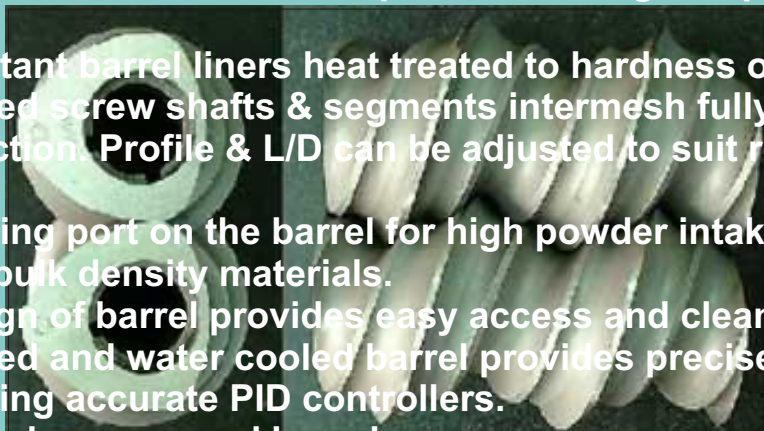 tant barrel liners heat treated to hardness o
ed screw shafts & segments intermesh fully
ction. Profile & L/D can be adjusted to suit r
ing port on the barrel for high powder intak
bulk density materials.
gn of barrel provides easy access and clean
ed and water cooled barrel provides precise
ing accurate PID controllers.